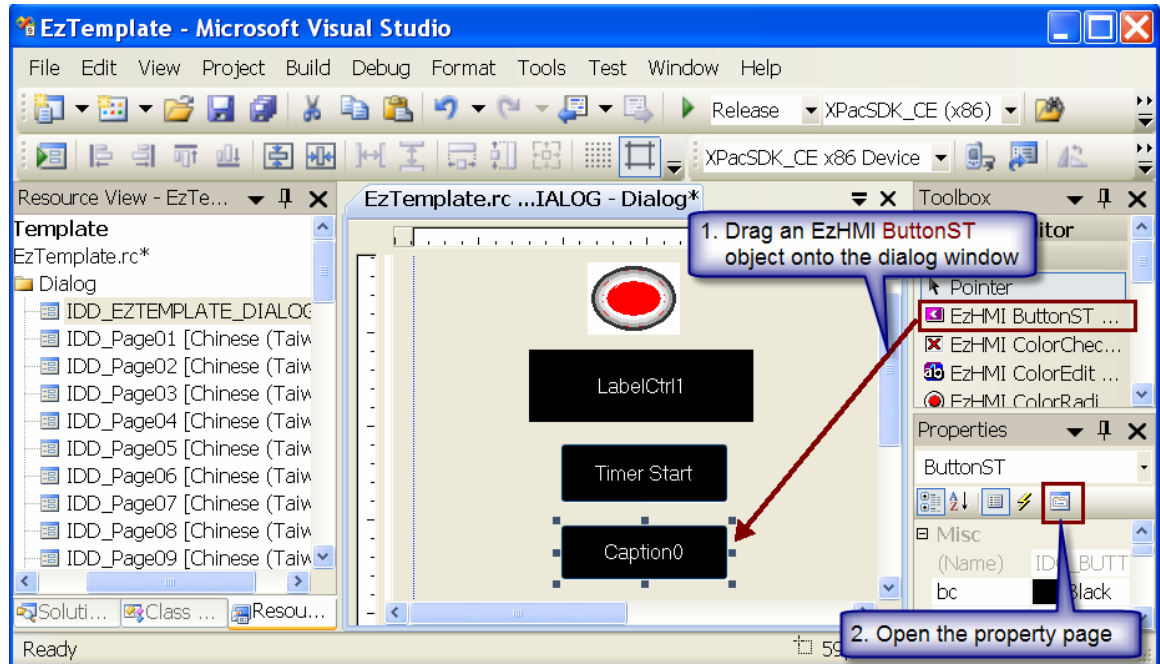 EzTemplate - Microsoft Visual Studio
File Edit View Project Build Debug Format Tools Test Window Help
Release XPacSDK_CE (x86)
XPacSDK_CE x86 Device
Resource View - EzTe...
Template
EzTemplate.rc*
Dialog
IDD_EZTEMPLATE_DIALOG
IDD_Page01 [Chinese (Taiw
IDD_Page02 [Chinese (Taiw
IDD_Page03 [Chinese (Taiw
IDD_Page04 [Chinese (Taiw
IDD_Page05 [Chinese (Taiw
IDD_Page06 [Chinese (Taiw
IDD_Page07 [Chinese (Taiw
IDD_Page08 [Chinese (Taiw
IDD_Page09 [Chinese (Taiw
Soluti... Class ... Resou...
EzTemplate.rc ...IALOG - Dialog*
LabelCtrl1
Timer Start
Caption0
1. Drag an EzHMI ButtonST
object onto the dialog window
Toolbox
itor
Pointer
EzHMI ButtonST ...
EzHMI ColorChec...
EzHMI ColorEdit ...
EzHMI ColorRadi
Properties
ButtonST
Misc
(Name) IDC_BUTT
bc Black
2. Open the property page
Ready